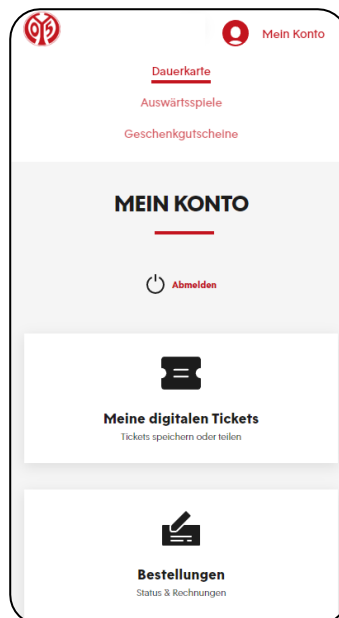 Mein Konto
Dauerkarte
Auswärtsspiele
Geschenkgutscheine
MEIN KONTO
Abmelden
Meine digitalen Tickets
Tickets speichern oder teilen
Bestellungen
Status & Rechnungen